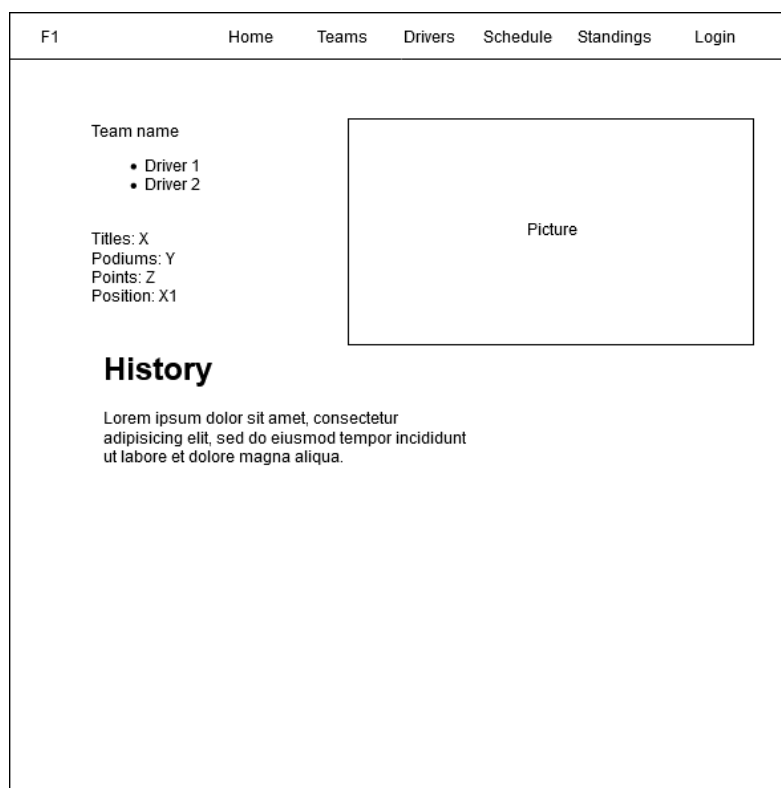 F1 Home Teams Drivers Schedule Standings Login
Team name
• Driver 1
• Driver 2
Titles: X
Podiums: Y
Points: Z
Position: X1
Picture
History
Lorem ipsum dolor sit amet, consectetur
adipisicing elit, sed do eiusmod tempor incididunt
ut labore et dolore magna aliqua.